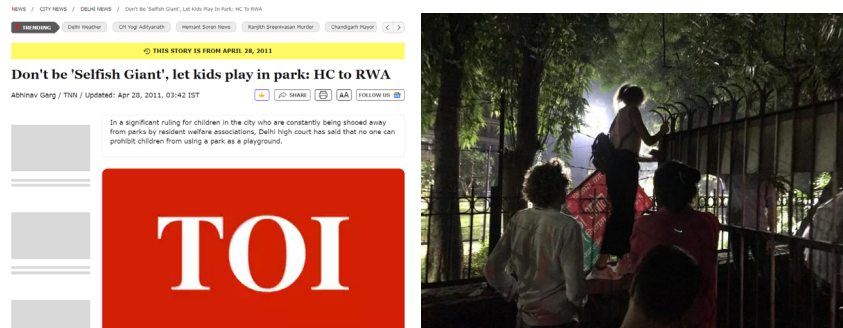 NEWS / CITY NEWS / DELHI NEWS / Don't Be 'Selfish Giant', Let Kids Play In Park: HC To RWA
TRENDING Delhi Weather CM Yogi Adityanath Hemant Soren News Ranjith Sreenivasan Murder Chandigarh Mayor
THIS STORY IS FROM APRIL 28, 2011
Don't be 'Selfish Giant', let kids play in park: HC to RWA
Abhinav Garg / TNN / Updated: Apr 28, 2011, 03:42 IST SHARE AA FOLLOW US
In a significant ruling for children in the city who are constantly being shooed away
from parks by resident welfare associations, Delhi high court has said that no one can
prohibit children from using a park as a playground.
TOI